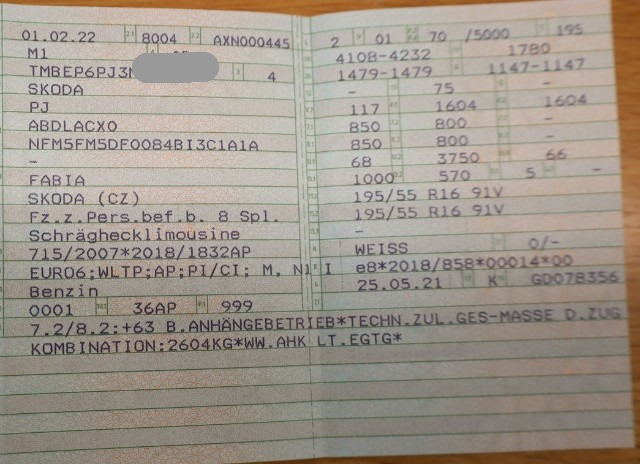 01.02.22 8004 AXN000445
M1
TMBEP6PJ3 4
SKODA
PJ
ABDLACX0
NFM5FM5DF0084BI3C1A1A
-
FABIA
SKODA (CZ)
Fz.z.Pers.bef.b. 8 Spl.
Schräghecklimousine
715/2007*2018/1832AP
EURO6;WLTP;AP;PI/CI; M, N1 I
Benzin
0001 36AP 999
7.2/8.2:+63 B.ANHÄNGEBETRIEB*TECHN.ZUL.GES-MASSE D.ZUG
KOMBINATION:2604KG*WW.AHK LT.EGTG*
2 01 70 /5000 195
4108-4232 1780
1479-1479 1147-1147
- 75 -
117 1604 1604
850 800 -
850 800 -
68 3750 66
1000 570 5 -
195/55 R16 91V
195/55 R16 91V
-
WEISS 0/-
e8*2018/858*00014*00
25.05.21 K GD078356